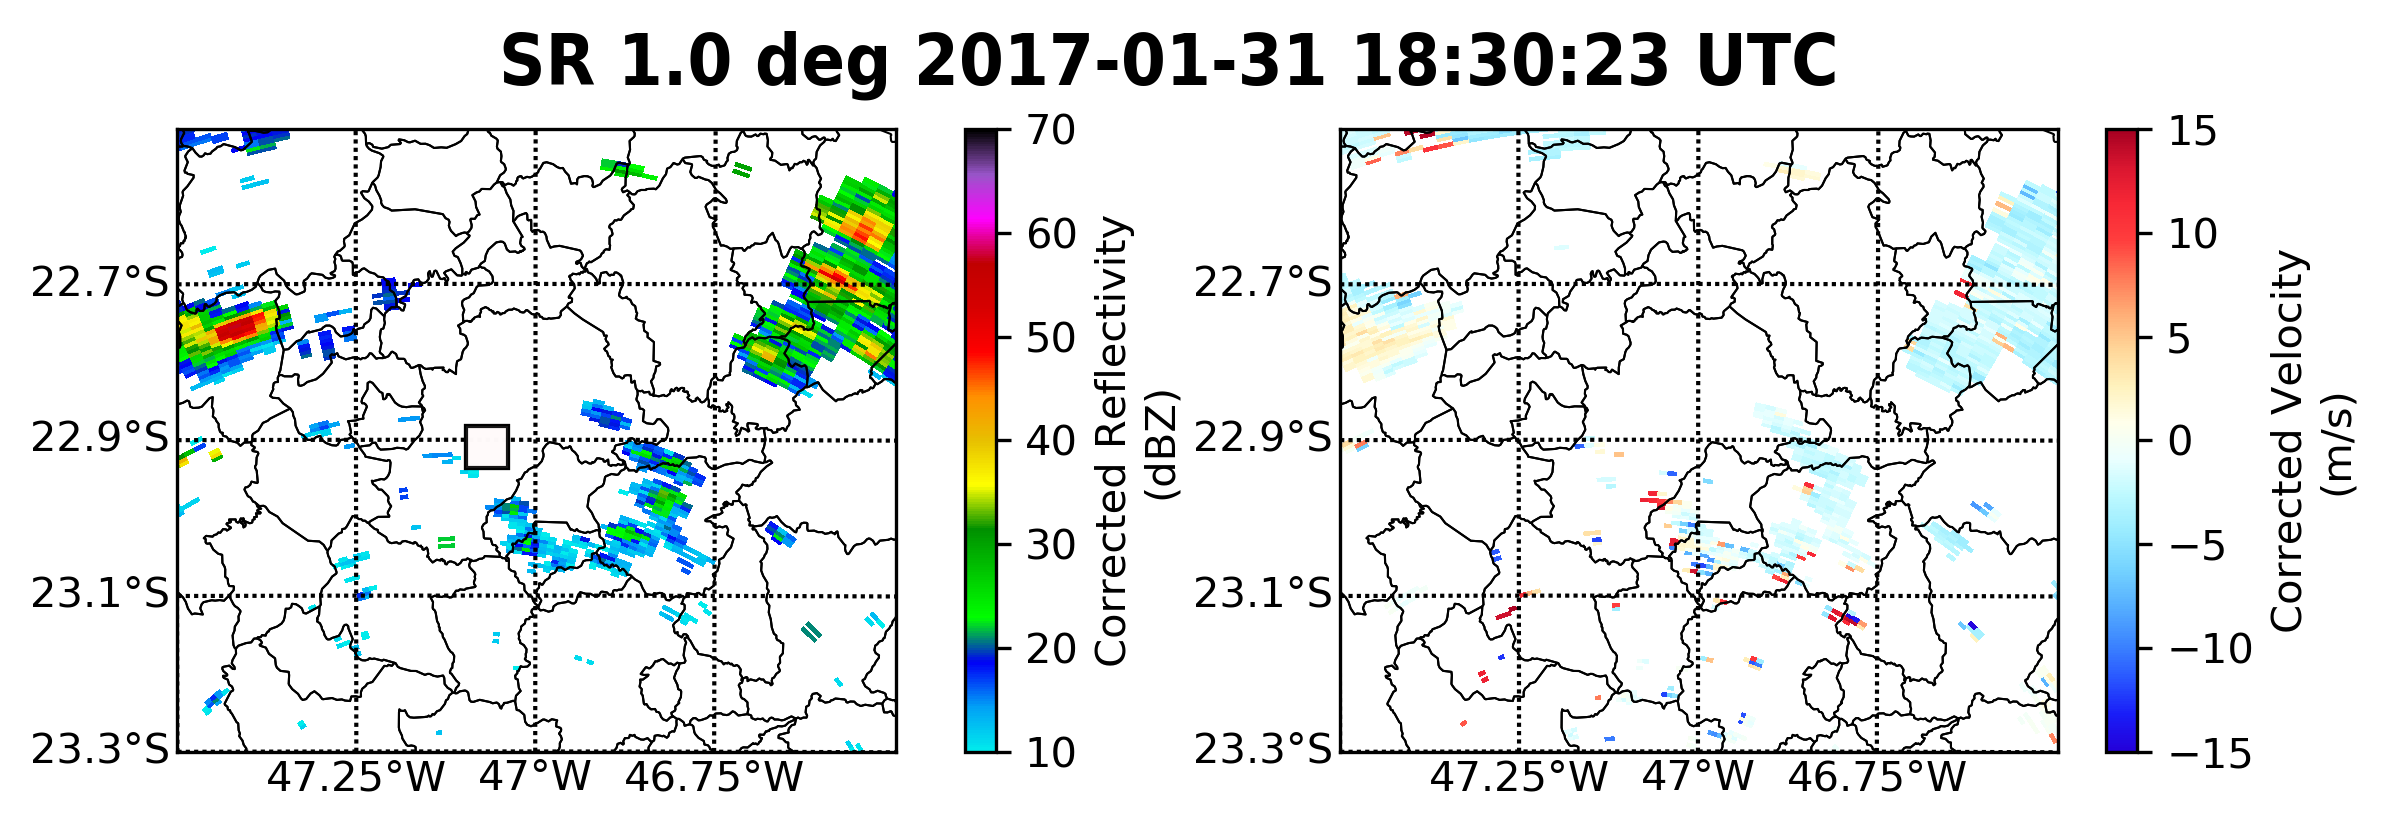 SR 1.0 deg 2017-01-31 18:30:23 UTC
22.7°S
22.9°S
23.1°S
23.3°S
47.25°W 47°W 46.75°W
70
60
50
40
30
20
10
Corrected Reflectivity
(dBZ)
22.7°S
22.9°S
23.1°S
23.3°S
47.25°W 47°W 46.75°W
15
10
5
0
−5
−10
−15
Corrected Velocity
(m/s)